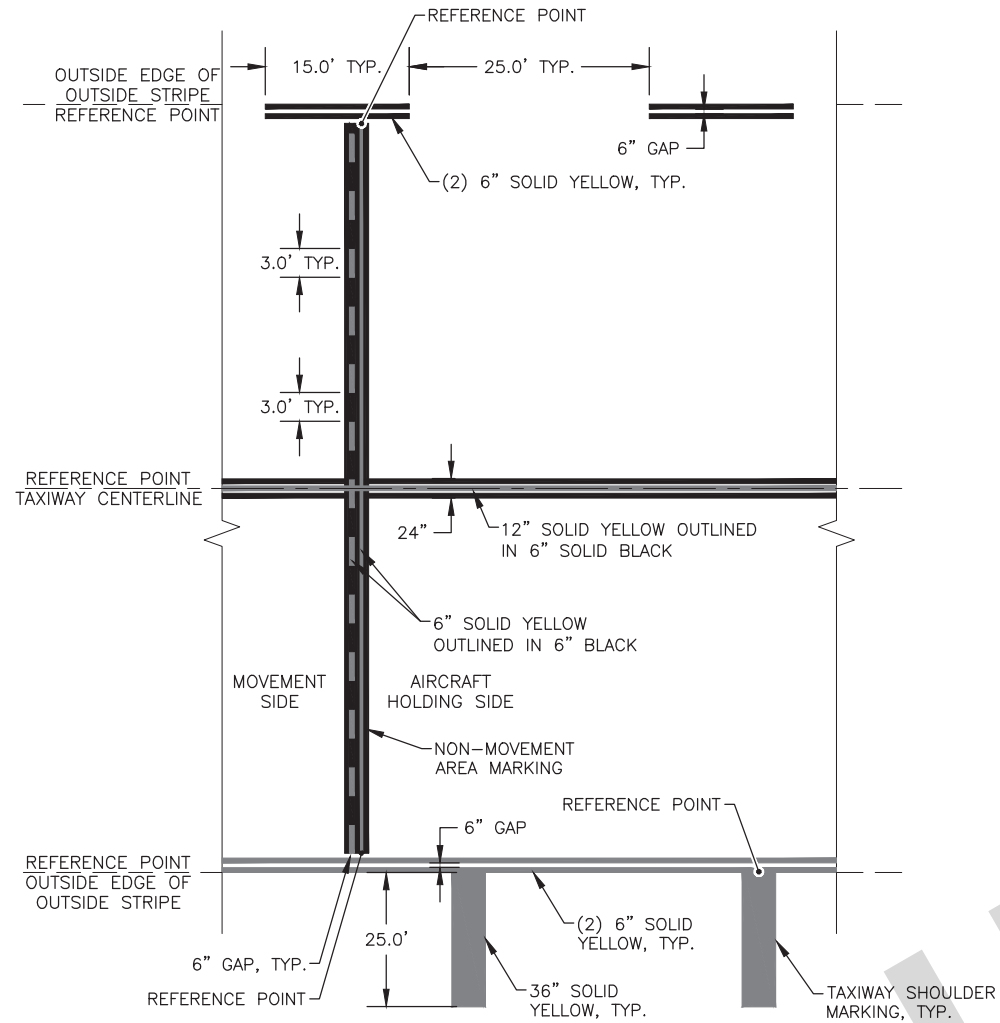 REFERENCE POINT
15.0' TYP.
25.0' TYP.
OUTSIDE EDGE OF
OUTSIDE STRIPE
REFERENCE POINT
6” GAP
(2) 6” SOLID YELLOW, TYP.
3.0' TYP.
3.0' TYP.
REFERENCE POINT
TAXIWAY CENTERLINE
24”
12” SOLID YELLOW OUTLINED
IN 6” SOLID BLACK
6” SOLID YELLOW
OUTLINED IN 6” BLACK
MOVEMENT
SIDE
AIRCRAFT
HOLDING SIDE
NON-MOVEMENT
AREA MARKING
REFERENCE POINT
6” GAP
REFERENCE POINT
OUTSIDE EDGE OF
OUTSIDE STRIPE
(2) 6” SOLID
YELLOW, TYP.
25.0'
6” GAP, TYP.
REFERENCE POINT
36” SOLID
YELLOW, TYP.
TAXIWAY SHOULDER
MARKING, TYP.